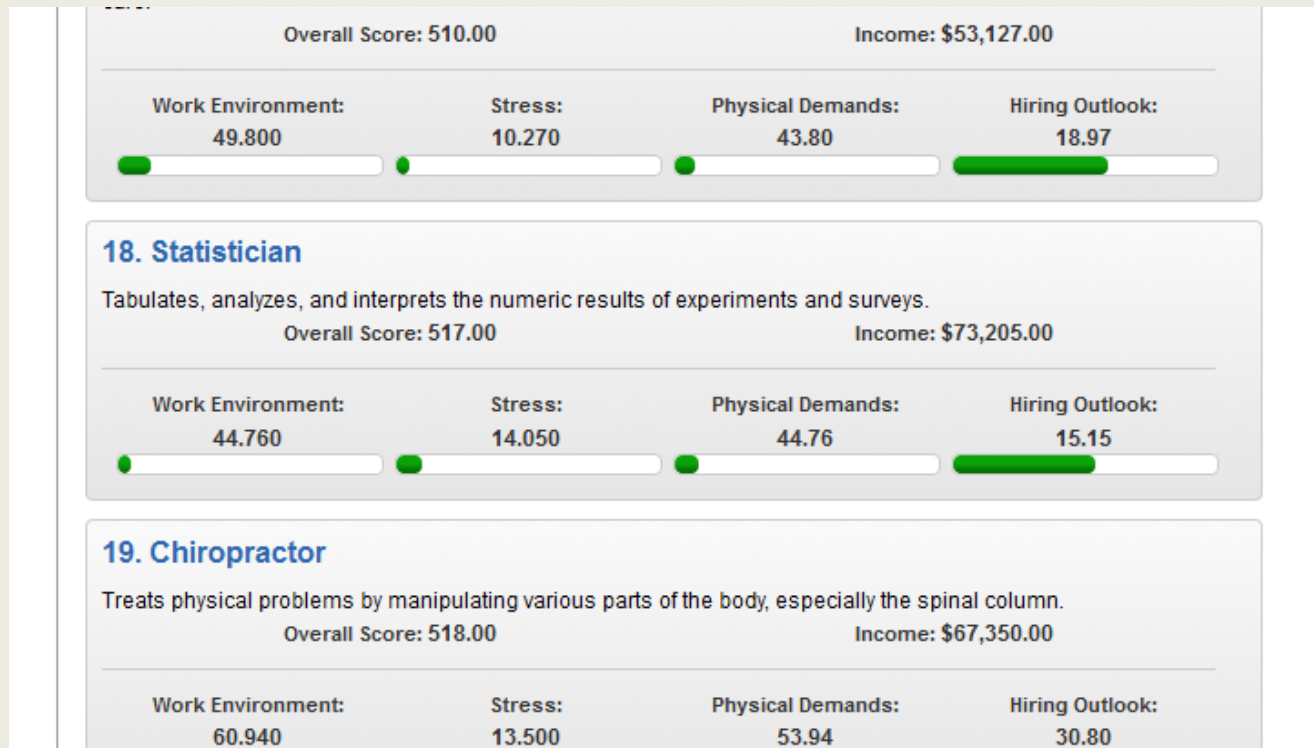 Overall Score: 510.00 Income: $53,127.00
Work Environment: Stress: Physical Demands: Hiring Outlook:
49.800 10.270 43.80 18.97
18. Statistician
Tabulates, analyzes, and interprets the numeric results of experiments and surveys.
Overall Score: 517.00 Income: $73,205.00
Work Environment: Stress: Physical Demands: Hiring Outlook:
44.760 14.050 44.76 15.15
19. Chiropractor
Treats physical problems by manipulating various parts of the body, especially the spinal column.
Overall Score: 518.00 Income: $67,350.00
Work Environment: Stress: Physical Demands: Hiring Outlook:
60.940 13.500 53.94 30.80